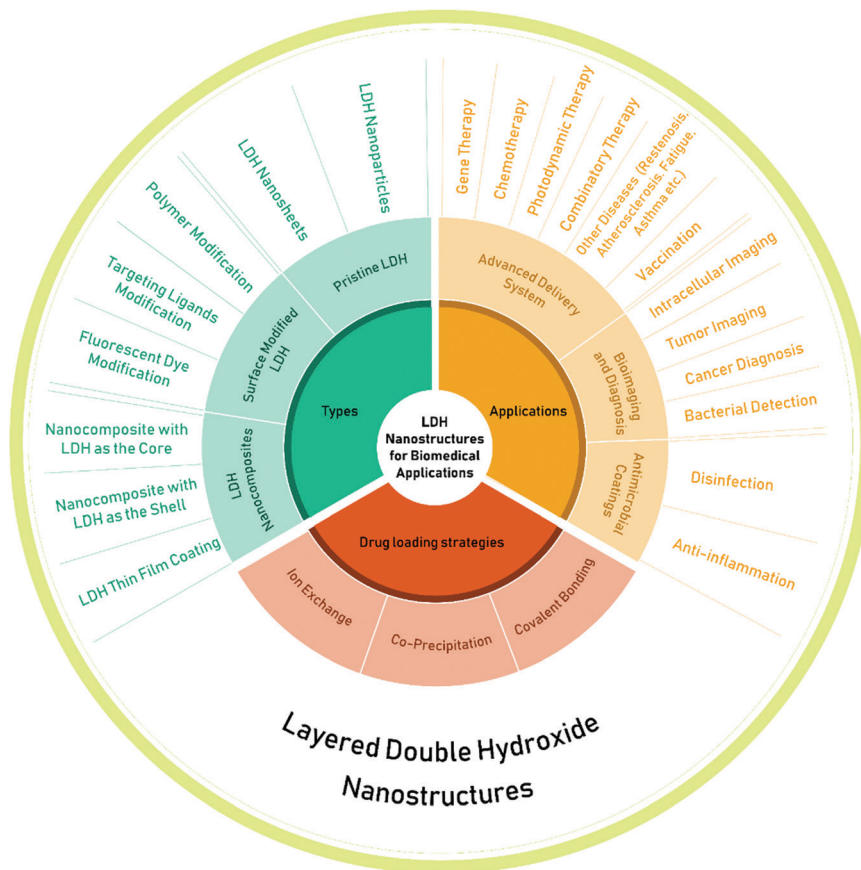 LDH
Nanostructures
for Biomedical
Applications
Types
Pristine LDH
LDH Nanoparticles
LDH Nanosheets
Surface Modified
LDH
Polymer Modification
Targeting Ligands
Modification
Fluorescent Dye
Modification
LDH
Nanocomposites
Nanocomposite with
LDH as the Core
Nanocomposite with
LDH as the Shell
LDH Thin Film Coating
Applications
Advanced Delivery
System
Gene Therapy
Chemotherapy
Photodynamic Therapy
Combinatory Therapy
Other Diseases (Restenosis,
Atherosclerosis, Fatigue,
Asthma etc.)
Vaccination
Bioimaging
and Diagnosis
Intracellular Imaging
Tumor Imaging
Cancer Diagnosis
Bacterial Detection
Antimicrobial
Coatings
Disinfection
Anti-inflammation
Drug loading strategies
Ion Exchange
Co-Precipitation
Covalent Bonding
Layered Double Hydroxide
Nanostructures